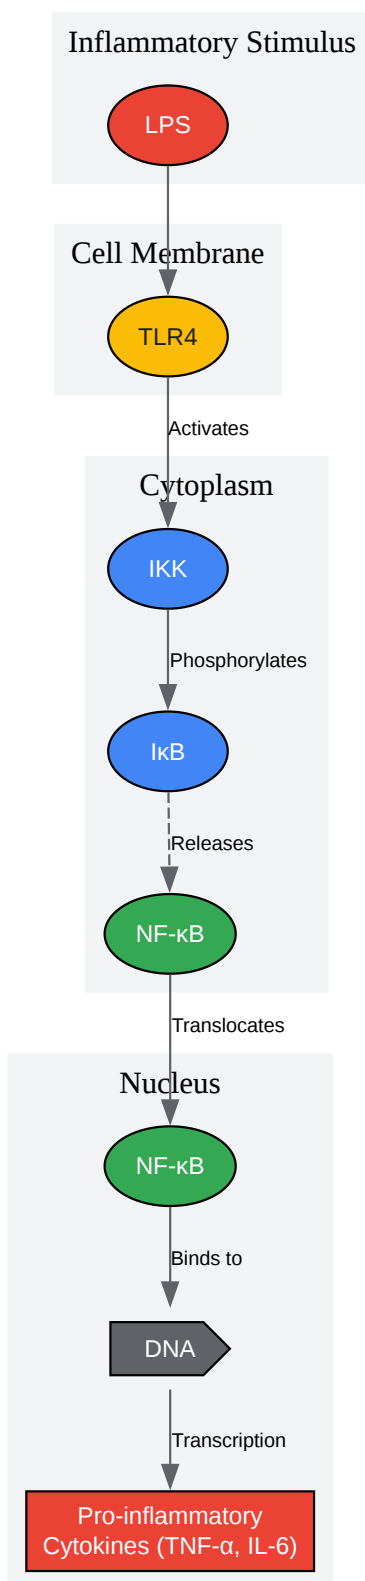 Inflammatory Stimulus
LPS
Cell Membrane
TLR4
Activates
Cytoplasm
IKK
Phosphorylates
IκB
Releases
NF-κB
Translocates
Nucleus
NF-κB
Binds to
DNA
Transcription
Pro-inflammatory
Cytokines (TNF-α, IL-6)